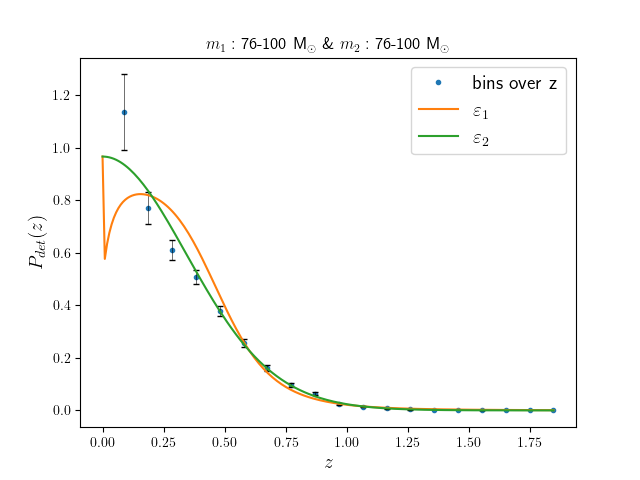 m₁ : 76-100 M☉ & m₂ : 76-100 M☉
bins over z
ε₁
ε₂
P_det(z)
1.2
1.0
0.8
0.6
0.4
0.2
0.0
0.00 0.25 0.50 0.75 1.00 1.25 1.50 1.75
z